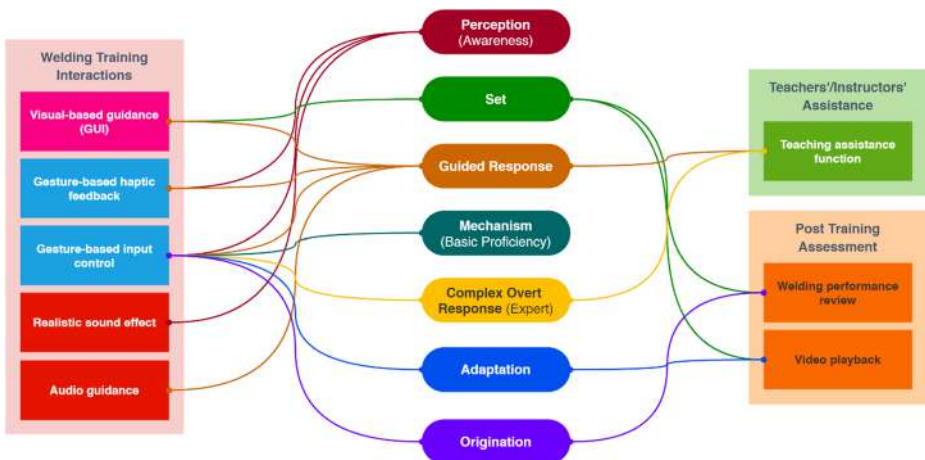 Welding Training
Interactions
Visual-based guidance
(GUI)
Gesture-based haptic
feedback
Gesture-based input
control
Realistic sound effect
Audio guidance
Perception
(Awareness)
Set
Guided Response
Mechanism
(Basic Proficiency)
Complex Overt
Response (Expert)
Adaptation
Origination
Teachers'/Instructors'
Assistance
Teaching assistance
function
Post Training
Assessment
Welding performance
review
Video playback